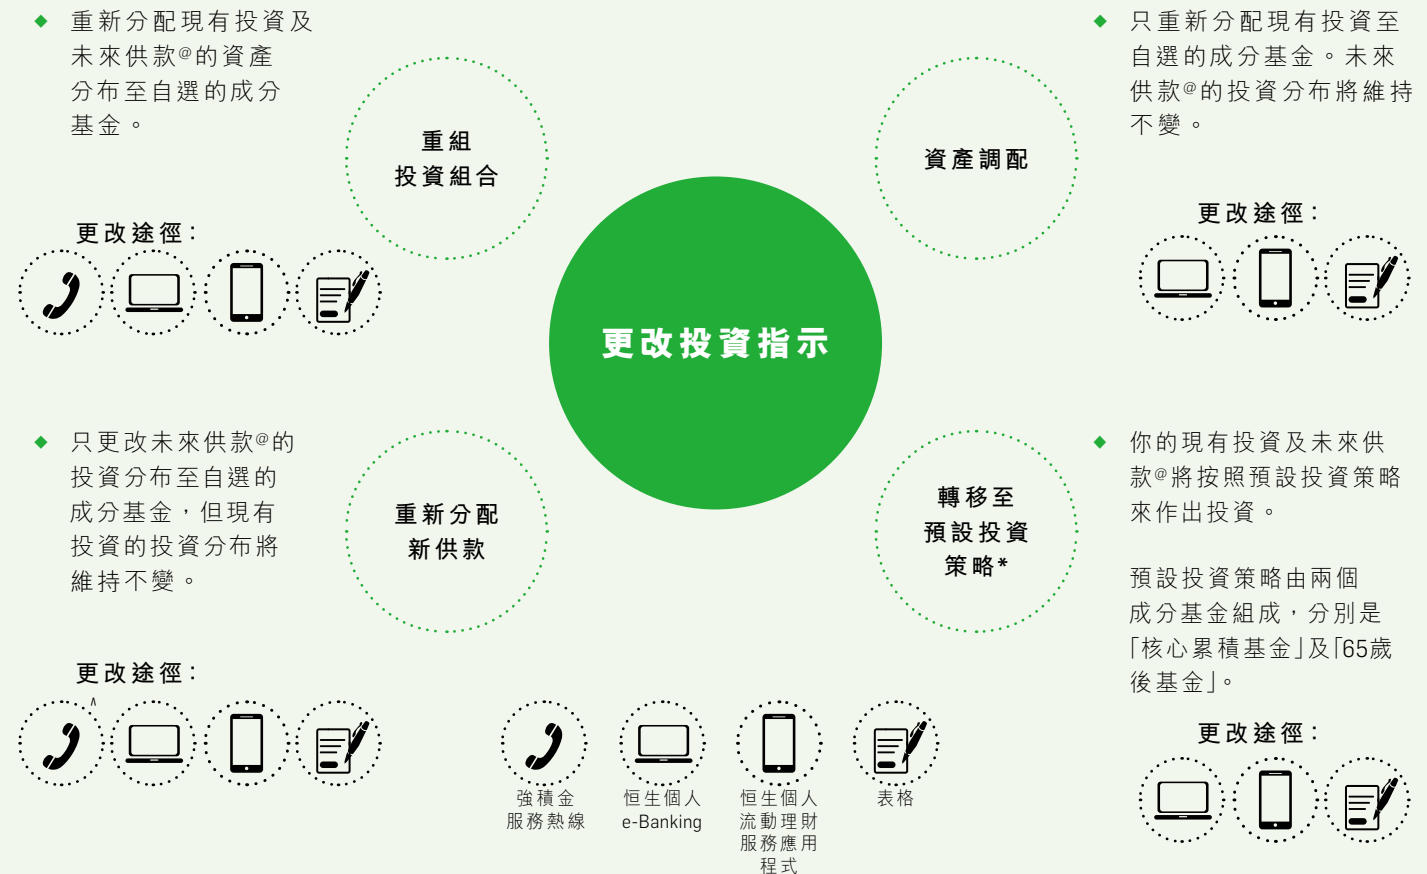 重新分配現有投資及
未來供款@的資產
分布至自選的成分
基金。
重組
投資組合
更改途徑：
只重新分配現有投資至
自選的成分基金。未來
供款@的投資分布將維持
不變。
資產調配
更改途徑：
更改投資指示
只更改未來供款@的
投資分布至自選的
成分基金，但現有
投資的投資分布將
維持不變。
重新分配
新供款
更改途徑：
^
轉移至
預設投資
策略*
你的現有投資及未來供
款@將按照預設投資策略
來作出投資。
預設投資策略由兩個
成分基金組成，分別是
「核心累積基金」及「65歲
後基金」。
更改途徑：
強積金
服務熱線
恒生個人
e-Banking
恒生個人
流動理財
服務應用
程式
表格